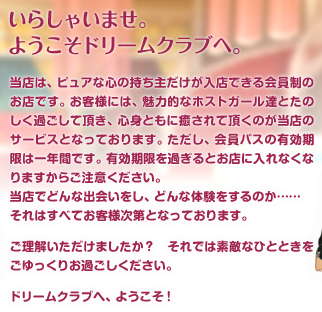 いらしゃいませ。
ようこそドリームクラブへ。
当店は、ピュアな心の持ち主だけが入店できる会員制の
お店です。お客様には、魅力的なホストガール達とたの
しく過ごして頂き、心身ともに癒されて頂くのが当店の
サービスとなっております。ただし、会員パスの有効期
限は一年間です。有効期限を過ぎるとお店に入れなくな
りますからご注意ください。
当店でどんな出会いをし、どんな体験をするのか……
それはすべてお客様次第となっております。
ご理解いただけましたか？　それでは素敵なひとときを
ごゆっくりお過ごしください。
ドリームクラブへ、ようこそ！